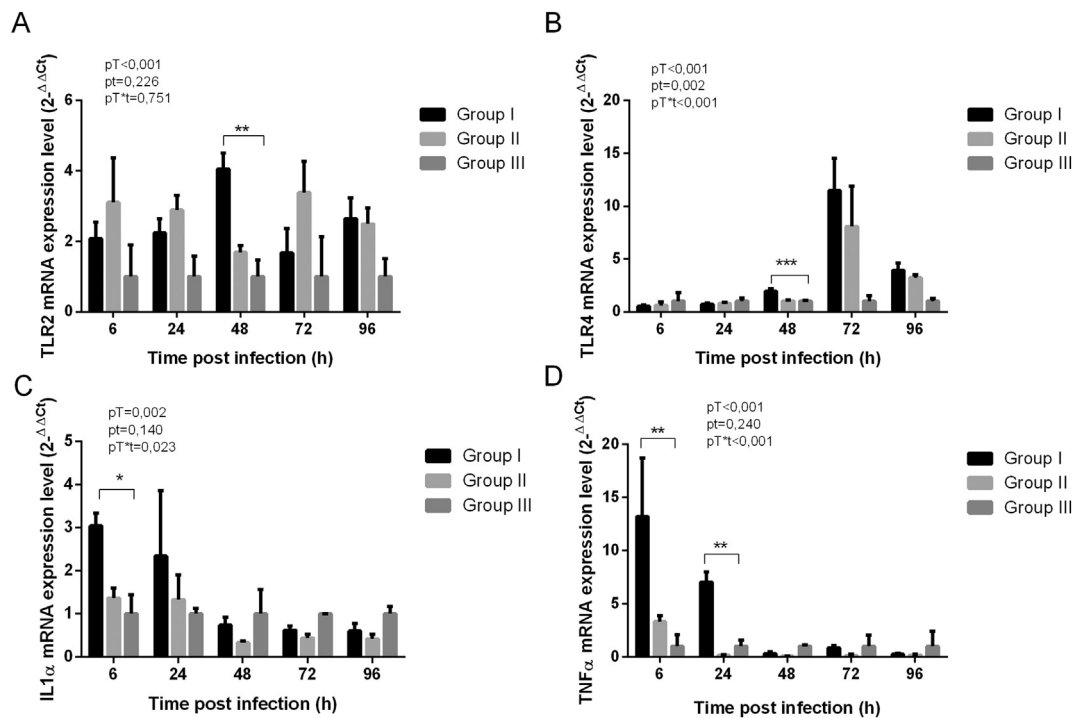 A
TLR2 mRNA expression level (2-ΔΔCt)
pT<0,001
pt=0,226
pT*t=0,751
6
4
2
0
**
6 24 48 72 96
Time post infection (h)
Group I
Group II
Group III
B
TLR4 mRNA expression level (2-ΔΔCt)
pT<0,001
pt=0,002
pT*t<0,001
20
15
10
5
0
***
6 24 48 72 96
Time post infection (h)
Group I
Group II
Group III
C
IL1α mRNA expression level (2-ΔΔCt)
pT=0,002
pt=0,140
pT*t=0,023
5
4
3
2
1
0
*
6 24 48 72 96
Time post infection (h)
Group I
Group II
Group III
D
TNFα mRNA expression level (2-ΔΔCt)
pT<0,001
pt=0,240
pT*t<0,001
20
15
10
5
0
**
**
6 24 48 72 96
Time post infection (h)
Group I
Group II
Group III